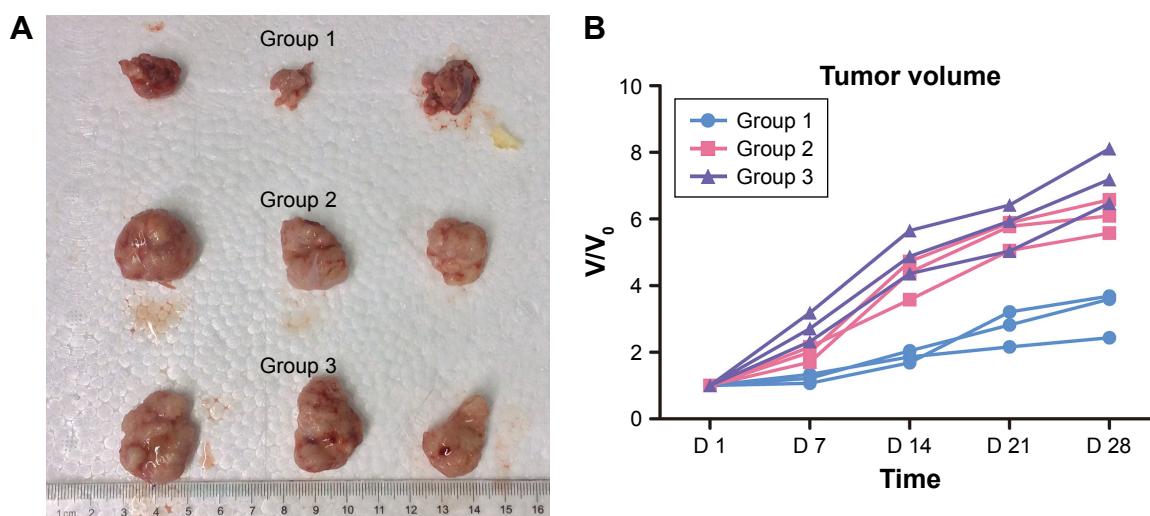 A
Group 1
Group 2
Group 3
1 cm 2 3 4 5 6 7 8 9 10 11 12 13 14 15 16
B
Tumor volume
10
8
6
4
2
0
V/V₀
Group 1
Group 2
Group 3
D 1 D 7 D 14 D 21 D 28
Time